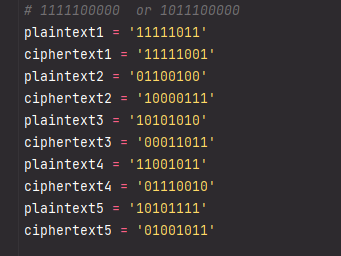 # 1111100000  or 1011100000
plaintext1 = '11111011'
ciphertext1 = '11111001'
plaintext2 = '01100100'
ciphertext2 = '10000111'
plaintext3 = '10101010'
ciphertext3 = '00011011'
plaintext4 = '11001011'
ciphertext4 = '01110010'
plaintext5 = '10101111'
ciphertext5 = '01001011'